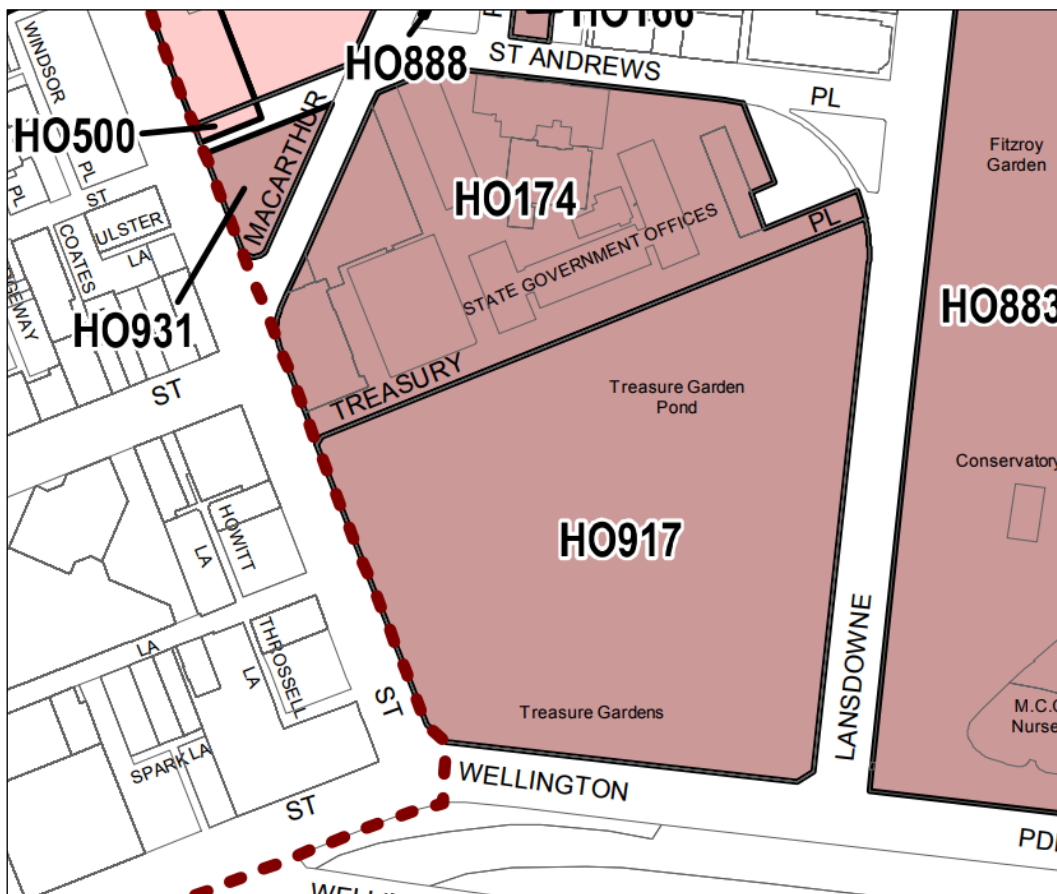 HO166
ST ANDREWS
PL
HO888
WINDSOR
PL
HO500
MACARTHUR
Fitzroy
Garden
HO174
PL
ST
ULSTER
LA
COATES
PL
STATE GOVERNMENT OFFICES
HO883
HO931
TREASURY
ST
Treasure Garden
Pond
Conservatory
HO917
HOWITT
LA
LA
THROSSELL
LA
LANSDOWNE
ST
Treasure Gardens
M.C.C
Nurse
SPARK LA
WELLINGTON
ST